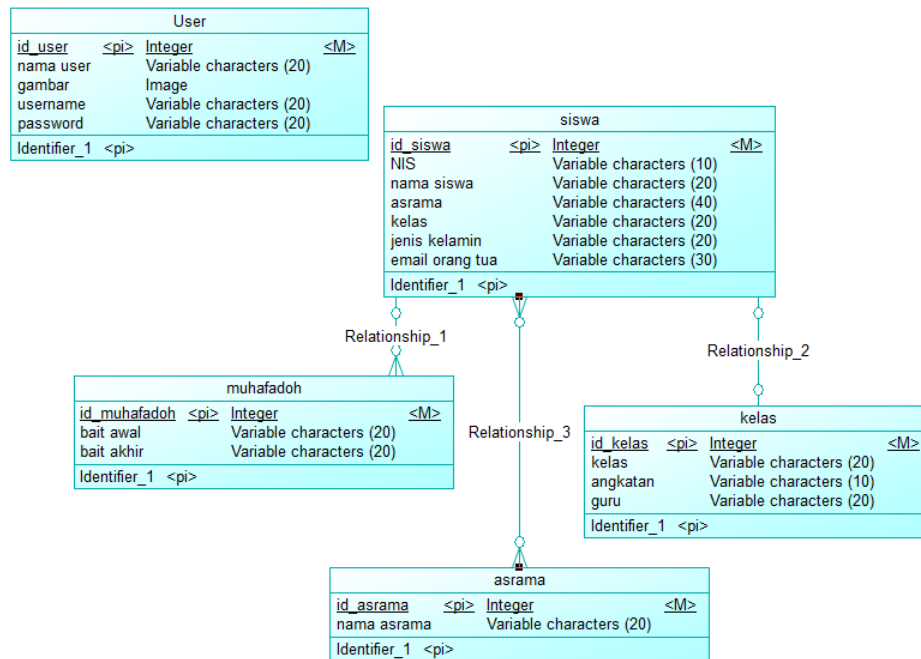 User
id_user <pi> Integer <M>
nama user Variable characters (20)
gambar Image
username Variable characters (20)
password Variable characters (20)
Identifier_1 <pi>
siswa
id_siswa <pi> Integer <M>
NIS Variable characters (10)
nama siswa Variable characters (20)
asrama Variable characters (40)
kelas Variable characters (20)
jenis kelamin Variable characters (20)
email orang tua Variable characters (30)
Identifier_1 <pi>
Relationship_1
Relationship_2
muhafadoh
id_muhafadoh <pi> Integer <M>
bait awal Variable characters (20)
bait akhir Variable characters (20)
Identifier_1 <pi>
Relationship_3
kelas
id_kelas <pi> Integer <M>
kelas Variable characters (20)
angkatan Variable characters (10)
guru Variable characters (20)
Identifier_1 <pi>
asrama
id_asrama <pi> Integer <M>
nama asrama Variable characters (20)
Identifier_1 <pi>